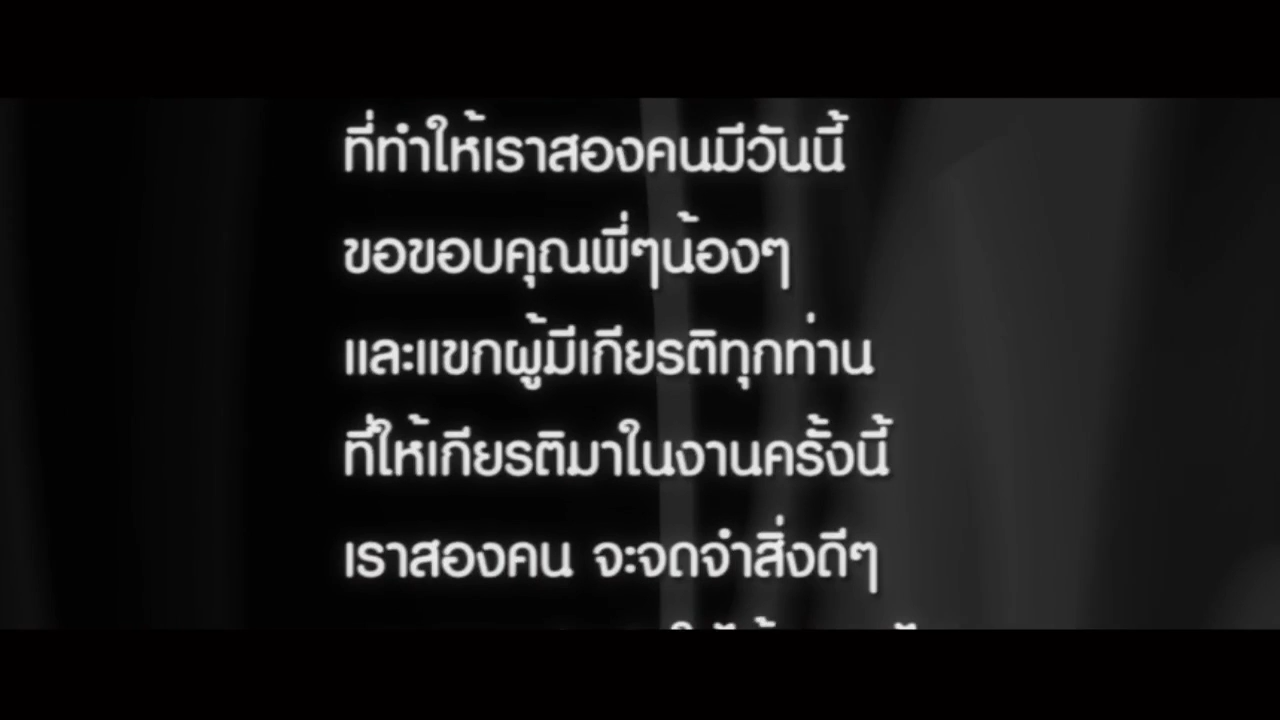 ที่ทำให้เราสองคนมีวันนี้
ขอขอบคุณพี่ๆน้องๆ
และแขกผู้มีเกียรติทุกท่าน
ที่ให้เกียรติมาในงานครั้งนี้
เราสองคน จะจดจำสิ่งดีๆ